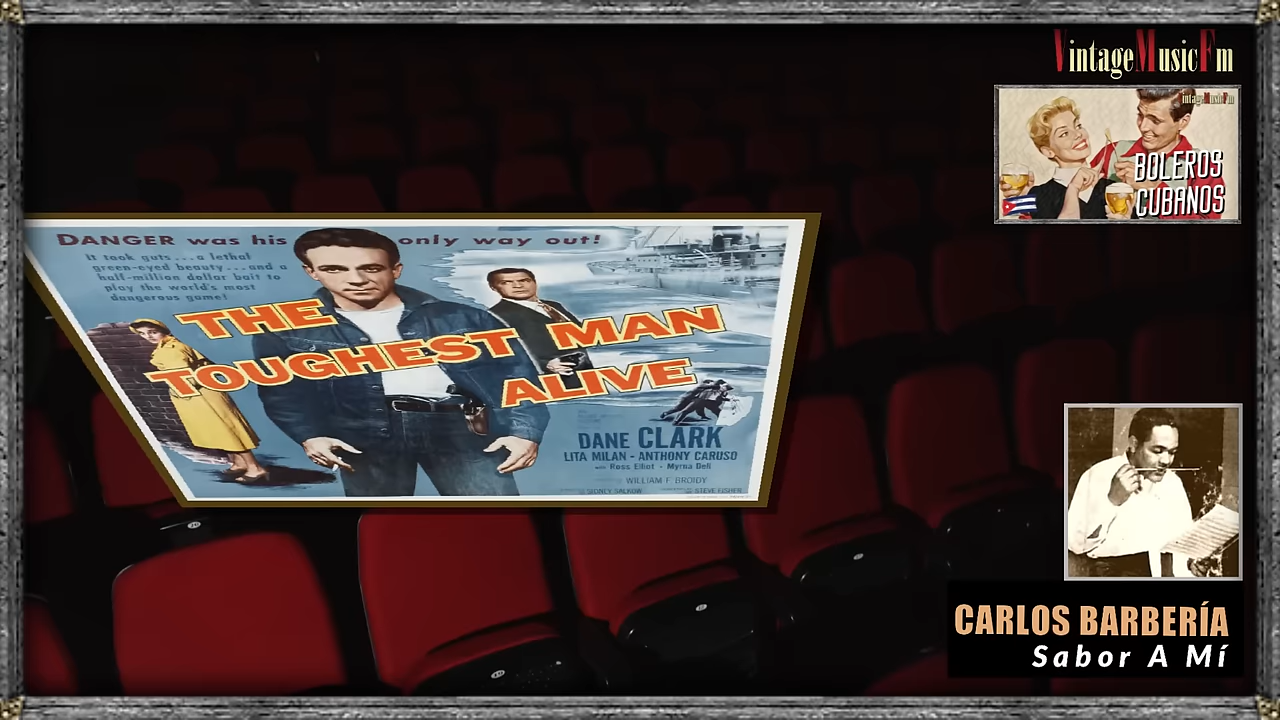 VintageMusicFm
BOLEROS
CUBANOS
DANGER was his only way out!
It took guts...a lethal
green-eyed beauty...and a
half-million dollar bait to
play the world's most
dangerous game!
THE
TOUGHEST MAN
ALIVE
DANE CLARK
LITA MILAN - ANTHONY CARUSO
with Ross Elliot - Myrna Dell
WILLIAM F. BROIDY
SIDNEY SALKOW
STEVE FISHER
CARLOS BARBERÍA
Sabor A Mí